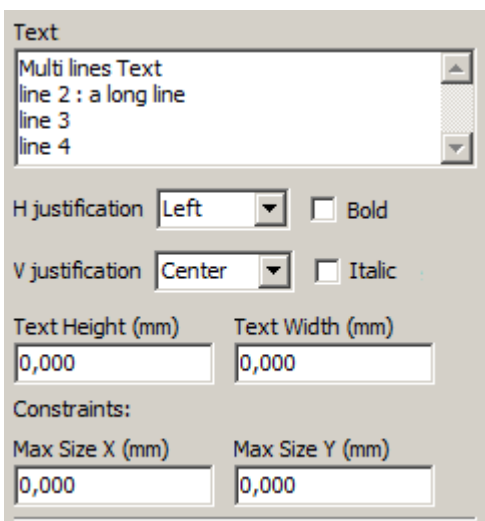 Text
Multi lines Text
line 2 : a long line
line 3
line 4
H justification Left Bold
V justification Center Italic
Text Height (mm) Text Width (mm)
0,000 0,000
Constraints:
Max Size X (mm) Max Size Y (mm)
0,000 0,000